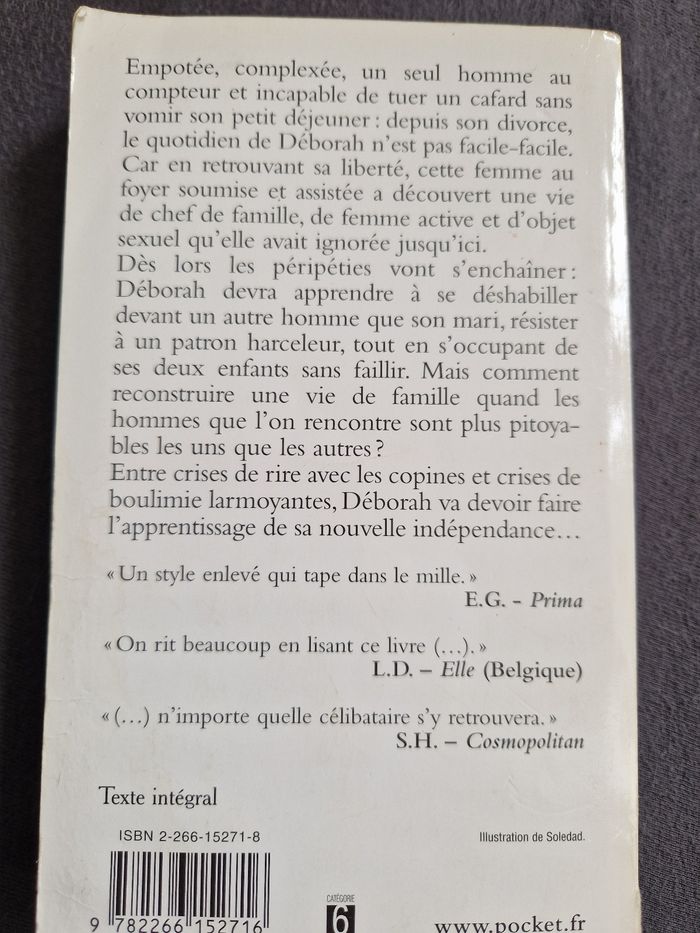 Empotée, complexée, un seul homme au
compteur et incapable de tuer un cafard sans
vomir son petit déjeuner : depuis son divorce,
le quotidien de Déborah n'est pas facile-facile.
Car en retrouvant sa liberté, cette femme au
foyer soumise et assistée a découvert une vie
de chef de famille, de femme active et d'objet
sexuel qu'elle avait ignorée jusqu'ici.
Dès lors les péripéties vont s'enchaîner :
Déborah devra apprendre à se déshabiller
devant un autre homme que son mari, résister
à un patron harceleur, tout en s'occupant de
ses deux enfants sans faillir. Mais comment
reconstruire une vie de famille quand les
hommes que l'on rencontre sont plus pitoya-
bles les uns que les autres ?
Entre crises de rire avec les copines et crises de
boulimie larmoyantes, Déborah va devoir faire
l'apprentissage de sa nouvelle indépendance…
« Un style enlevé qui tape dans le mille. »
E.G. – Prima
« On rit beaucoup en lisant ce livre (…). »
L.D. – Elle (Belgique)
« (…) n'importe quelle célibataire s'y retrouvera. »
S.H. – Cosmopolitan
Texte intégral
ISBN 2-266-15271-8
Illustration de Soledad.
9 782266 152716
CATÉGORIE
6
www.pocket.fr